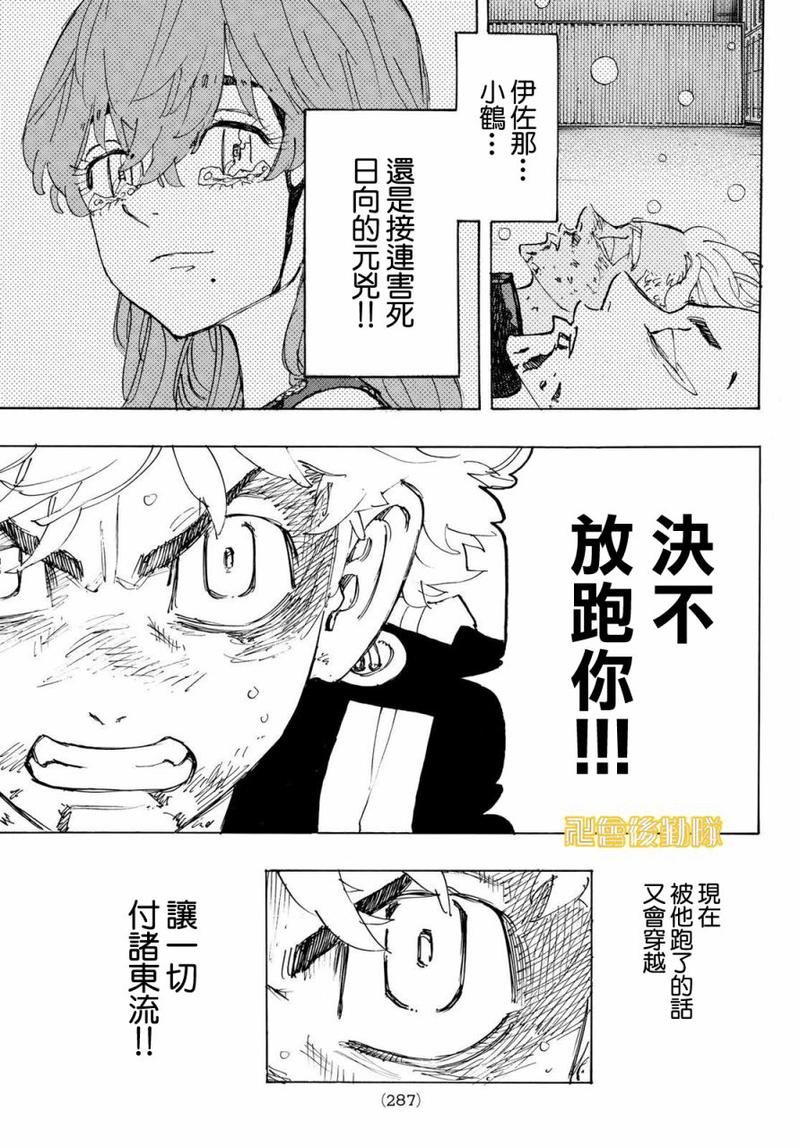 伊佐那…
小鶴…
還是接連害死
日向的元兇!!
決不
放跑你!!!
卍會後勤隊
現在
被他跑了的話
又會穿越
讓一切
付諸東流!!
(287)